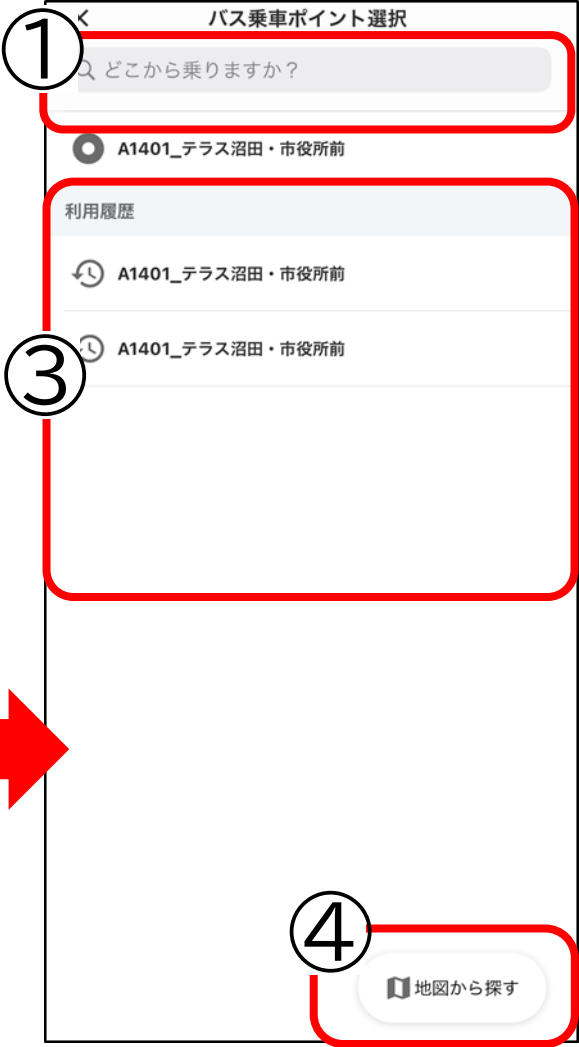 ①
バス乗車ポイント選択
どこから乗りますか？
A1401_テラス沼田・市役所前
利用履歴
A1401_テラス沼田・市役所前
③
A1401_テラス沼田・市役所前
④
地図から探す